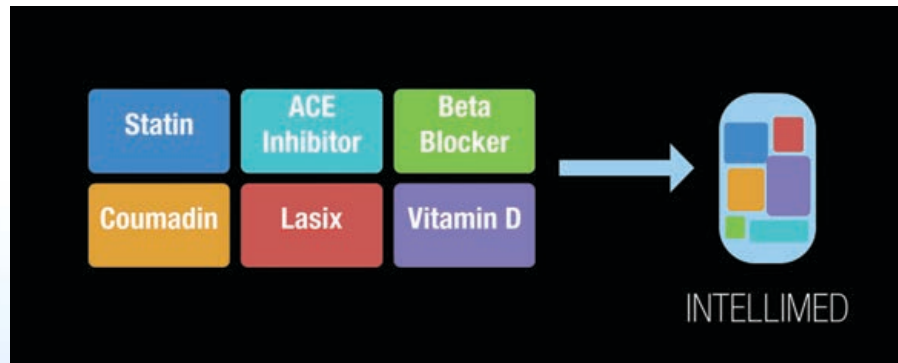 Statin
ACE
Inhibitor
Beta
Blocker
Coumadin
Lasix
Vitamin D
INTELLIMED